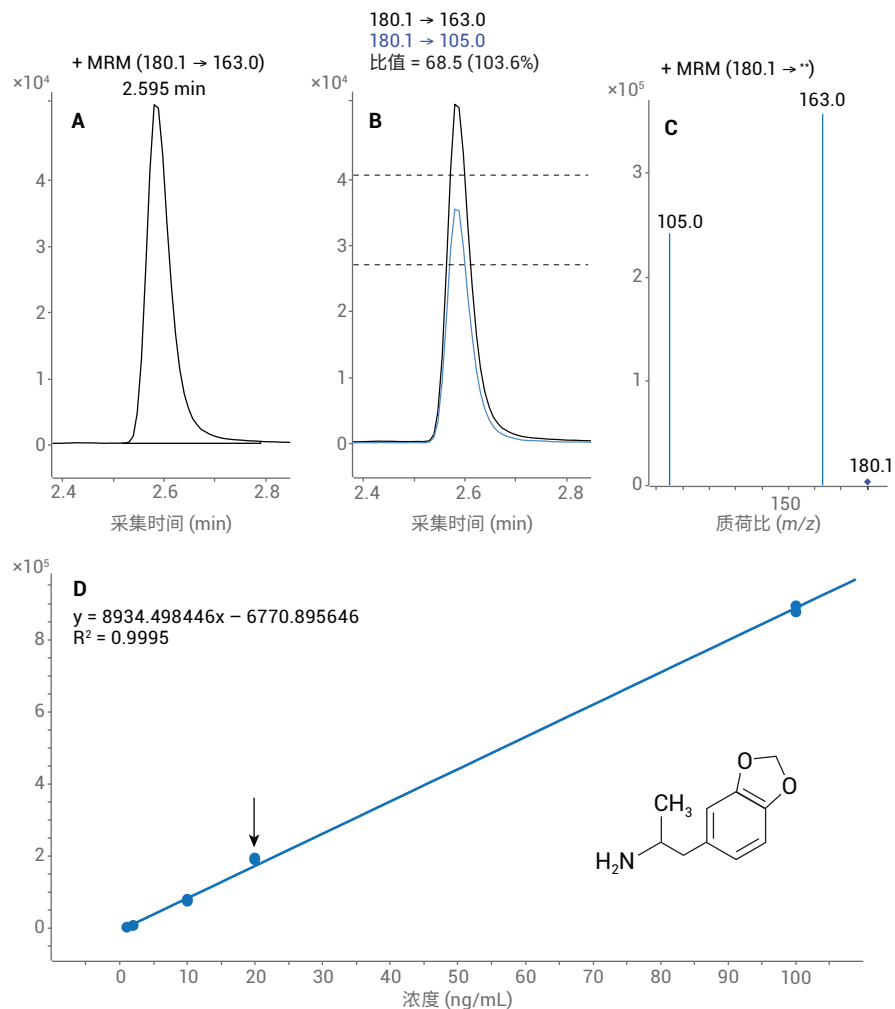 + MRM (180.1 → 163.0)
2.595 min
×10⁴
A
4
3
2
1
0
2.4
2.6
2.8
采集时间 (min)
180.1 → 163.0
180.1 → 105.0
比值 = 68.5 (103.6%)
×10⁴
B
4
3
2
1
0
2.4
2.6
2.8
采集时间 (min)
+ MRM (180.1 → **)
×10⁵
C
163.0
105.0
180.1
3
2
1
0
150
质荷比 (m/z)
×10⁵
D
y = 8934.498446x – 6770.895646
R² = 0.9995
8
6
4
2
0
0
10
20
30
40
50
60
70
80
90
100
浓度 (ng/mL)
O
O
CH₃
H₂N